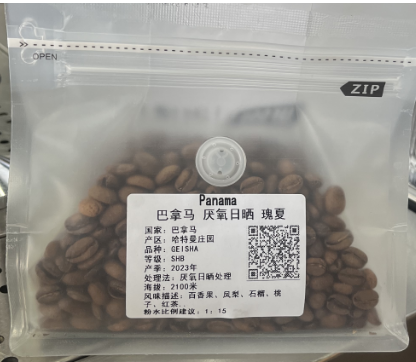 OPEN
ZIP
Panama
巴拿马 厌氧日晒 瑰夏
国家：巴拿马
产区：哈特曼庄园
品种：GEISHA
等级：SHB
产季：2023年
处理法：厌氧日晒处理
海拔：2100米
风味描述：百香果、凤梨、石榴、桃
子、红茶
粉水比例建议：1：15